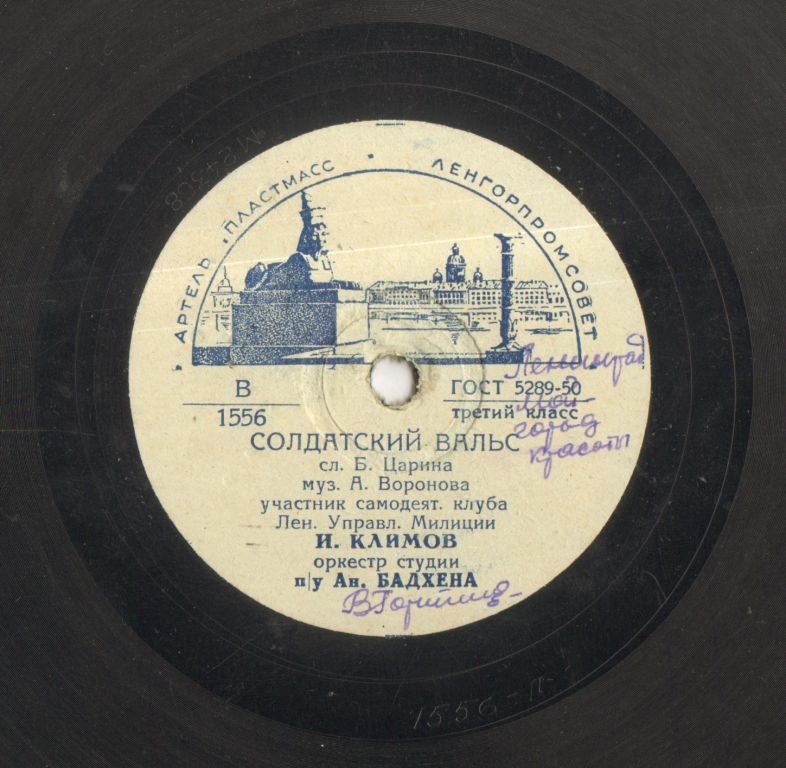 АРТЕЛЬ • ПЛАСТМАСС • ЛЕНГОРПРОМСОВЕТ
В
1556
ГОСТ 5289-50
третий класс
Ленинград
мой
город
красоты
СОЛДАТСКИЙ ВАЛЬС
сл. Б. Царина
муз. А. Воронова
участник самодеят. клуба
Лен. Управл. Милиции
И. КЛИМОВ
оркестр студии
п/у Ан. БАДХЕНА
1556-П